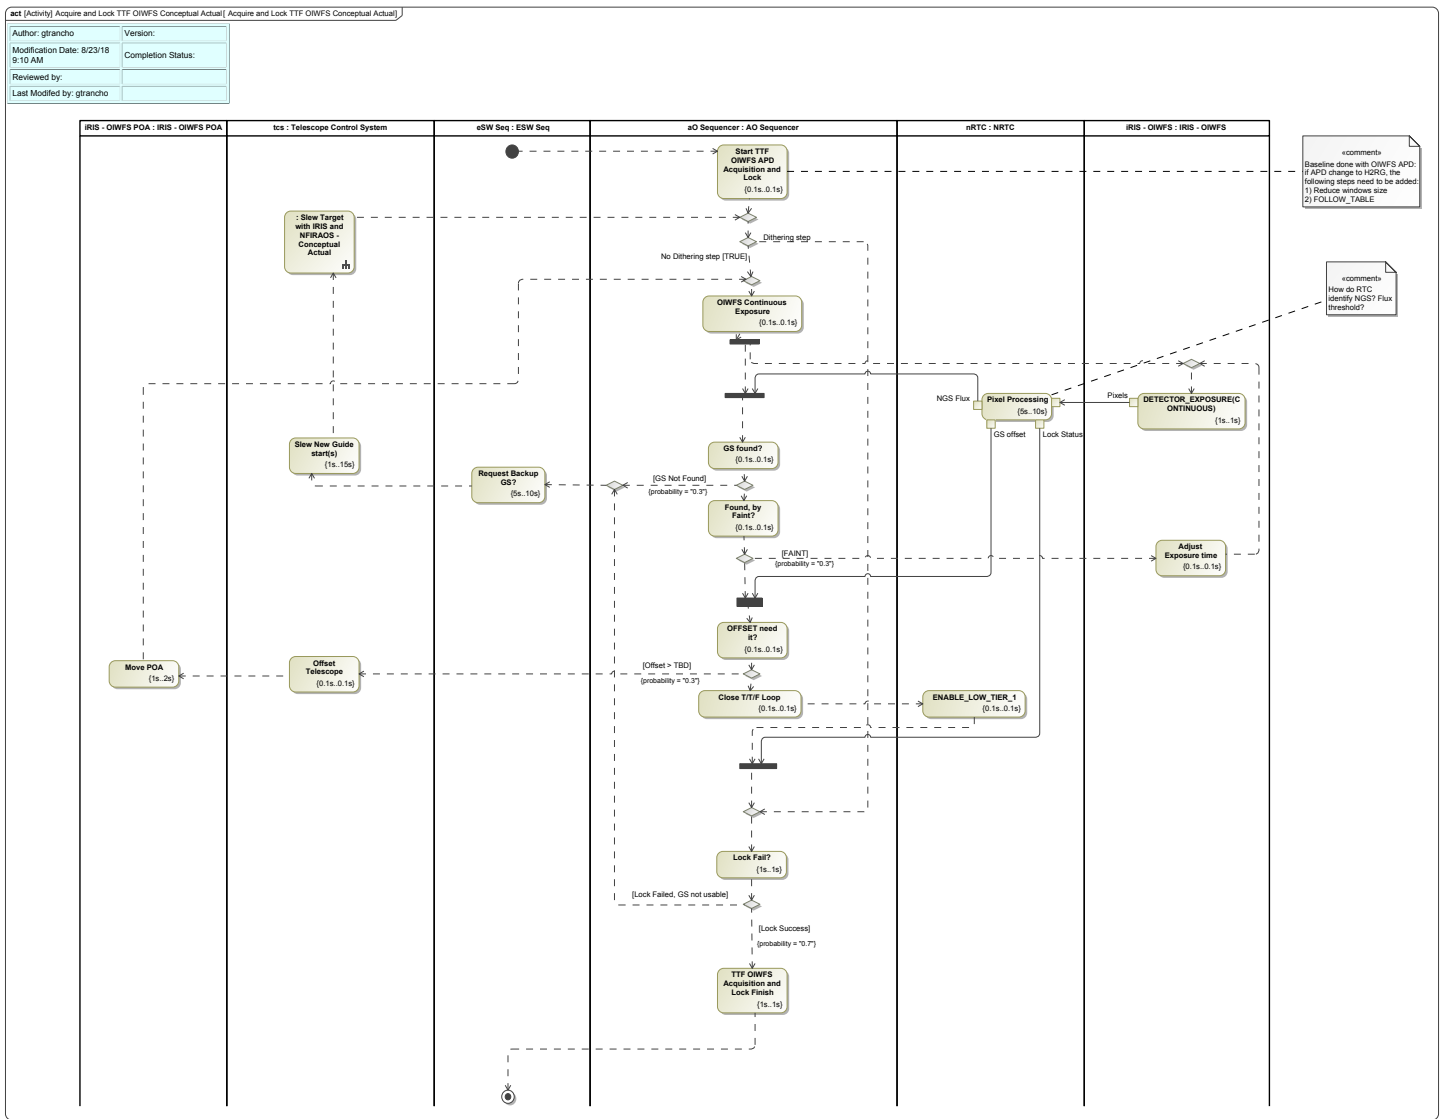 act [Activity] Acquire and Lock TTF OIWFS Conceptual Actual[ Acquire and Lock TTF OIWFS Conceptual Actual]
Author: gtrancho
Version:
Modification Date: 8/23/18
9:10 AM
Completion Status:
Reviewed by:
Last Modifed by: gtrancho
iRIS - OIWFS POA : IRIS - OIWFS POA
tcs : Telescope Control System
eSW Seq : ESW Seq
aO Sequencer : AO Sequencer
nRTC : NRTC
iRIS - OIWFS : IRIS - OIWFS
Start TTF
OIWFS APD
Acquisition and
Lock
{0.1s..0.1s}
«comment»
Baseline done with OIWFS APD:
if APD change to H2RG, the
following steps need to be added:
1) Reduce windows size
2) FOLLOW_TABLE
: Slew Target
with IRIS and
NFIRAOS -
Conceptual
Actual
Dithering step
No Dithering step [TRUE]
«comment»
How do RTC
identify NGS? Flux
threshold?
OIWFS Continuous
Exposure
{0.1s..0.1s}
NGS Flux
Pixel Processing
{5s..10s}
Pixels
DETECTOR_EXPOSURE(C
ONTINUOUS)
{1s..1s}
GS offset
Lock Status
Slew New Guide
start(s)
{1s..15s}
GS found?
{0.1s..0.1s}
Request Backup
GS?
{5s..10s}
[GS Not Found]
{probability = "0.3"}
Found, by
Faint?
{0.1s..0.1s}
[FAINT]
{probability = "0.3"}
Adjust
Exposure time
{0.1s..0.1s}
OFFSET need
it?
{0.1s..0.1s}
Move POA
{1s..2s}
Offset
Telescope
{0.1s..0.1s}
[Offset > TBD]
{probability = "0.3"}
Close T/T/F Loop
{0.1s..0.1s}
ENABLE_LOW_TIER_1
{0.1s..0.1s}
Lock Fail?
{1s..1s}
[Lock Failed, GS not usable]
[Lock Success]
{probability = "0.7"}
TTF OIWFS
Acquisition and
Lock Finish
{1s..1s}